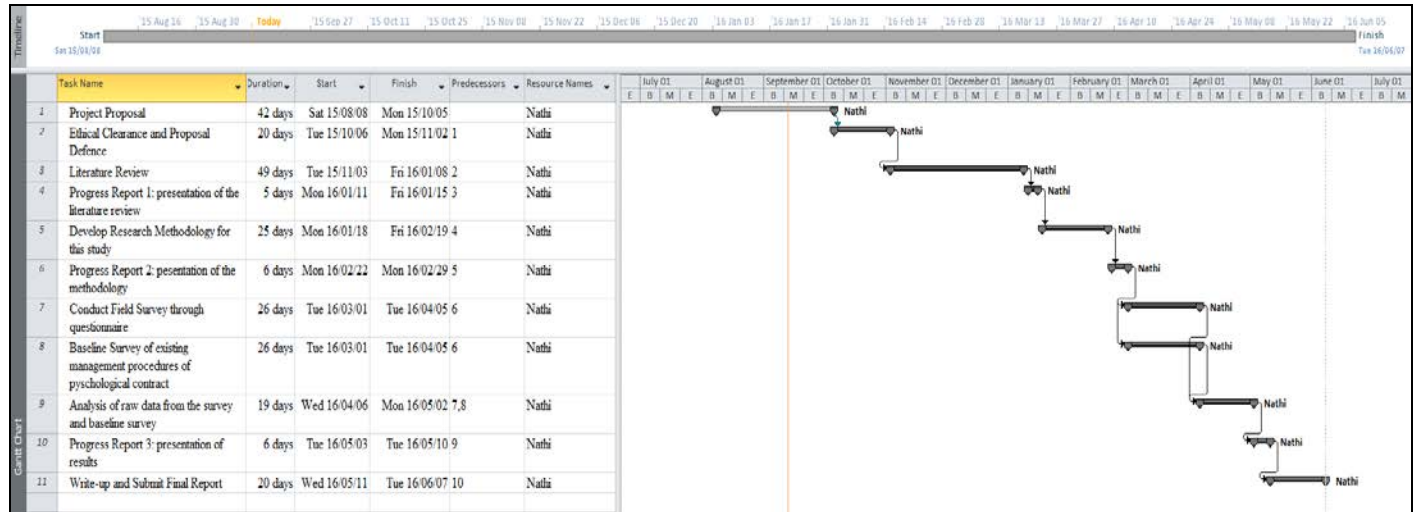 Timeline
'15 Aug 16 '15 Aug 30 Today '15 Sep 27 '15 Oct 11 '15 Oct 25 '15 Nov 08 '15 Nov 22 '15 Dec 06 '15 Dec 20 '16 Jan 03 '16 Jan 17 '16 Jan 31 '16 Feb 14 '16 Feb 28 '16 Mar 13 '16 Mar 27 '16 Apr 10 '16 Apr 24 '16 May 08 '16 May 22 '16 Jun 05
Start Finish
Sat 15/08/08 Tue 16/06/07
Task Name Duration Start Finish Predecessors Resource Names July 01 August 01 September 01 October 01 November 01 December 01 January 01 February 01 March 01 April 01 May 01 June 01 July 01
E B M E B M E B M E B M E B M E B M E B M E B M E B M E B M E B M E B M E B M
1 Project Proposal 42 days Sat 15/08/08 Mon 15/10/05 Nathi Nathi
2 Ethical Clearance and Proposal 20 days Tue 15/10/06 Mon 15/11/02 1 Nathi Nathi
Defence
3 Literature Review 49 days Tue 15/11/03 Fri 16/01/08 2 Nathi Nathi
4 Progress Report 1: presentation of the 5 days Mon 16/01/11 Fri 16/01/15 3 Nathi Nathi
literature review
5 Develop Research Methodology for 25 days Mon 16/01/18 Fri 16/02/19 4 Nathi Nathi
this study
6 Progress Report 2: pesentation of the 6 days Mon 16/02/22 Mon 16/02/29 5 Nathi Nathi
methodology
7 Conduct Field Survey through 26 days Tue 16/03/01 Tue 16/04/05 6 Nathi Nathi
questionnaire
8 Baseline Survey of existing 26 days Tue 16/03/01 Tue 16/04/05 6 Nathi Nathi
management procedures of
pyschological contract
9 Analysis of raw data from the survey 19 days Wed 16/04/06 Mon 16/05/02 7,8 Nathi Nathi
and baseline survey
10 Progress Report 3: presentation of 6 days Tue 16/05/03 Tue 16/05/10 9 Nathi Nathi
results
11 Write-up and Submit Final Report 20 days Wed 16/05/11 Tue 16/06/07 10 Nathi Nathi
Gantt Chart